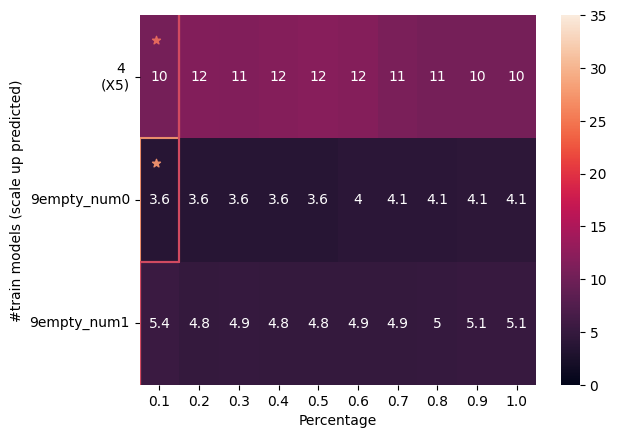 #train models (scale up predicted)
4
(X5)
10 12 11 12 12 12 11 11 10 10
9empty_num0
3.6 3.6 3.6 3.6 3.6 4 4.1 4.1 4.1 4.1
9empty_num1
5.4 4.8 4.9 4.8 4.8 4.9 4.9 5 5.1 5.1
0.1 0.2 0.3 0.4 0.5 0.6 0.7 0.8 0.9 1.0
Percentage
35
30
25
20
15
10
5
0